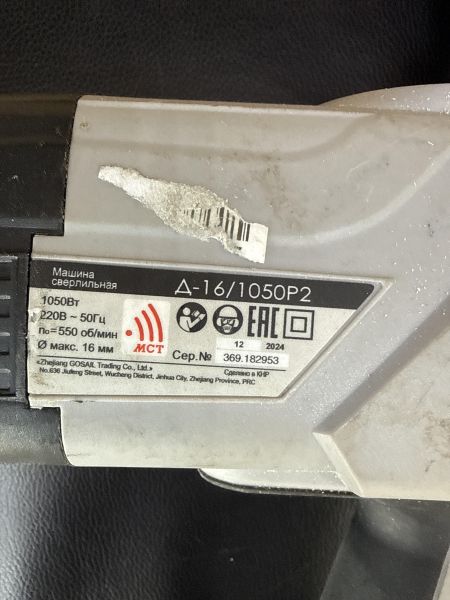 Машина
сверлильная
Д-16/1050Р2
1050Вт
220В ~ 50Гц
n₀=550 об/мин
Ø макс. 16 мм
МСТ
EAC
12 2024
Сер.№ 369.182953
«Zhejiang GOSAIL Trading Co., Ltd.» Сделано в КНР
No.636 Jiufeng Street, Wucheng District, Jinhua City, Zhejiang Province, PRC